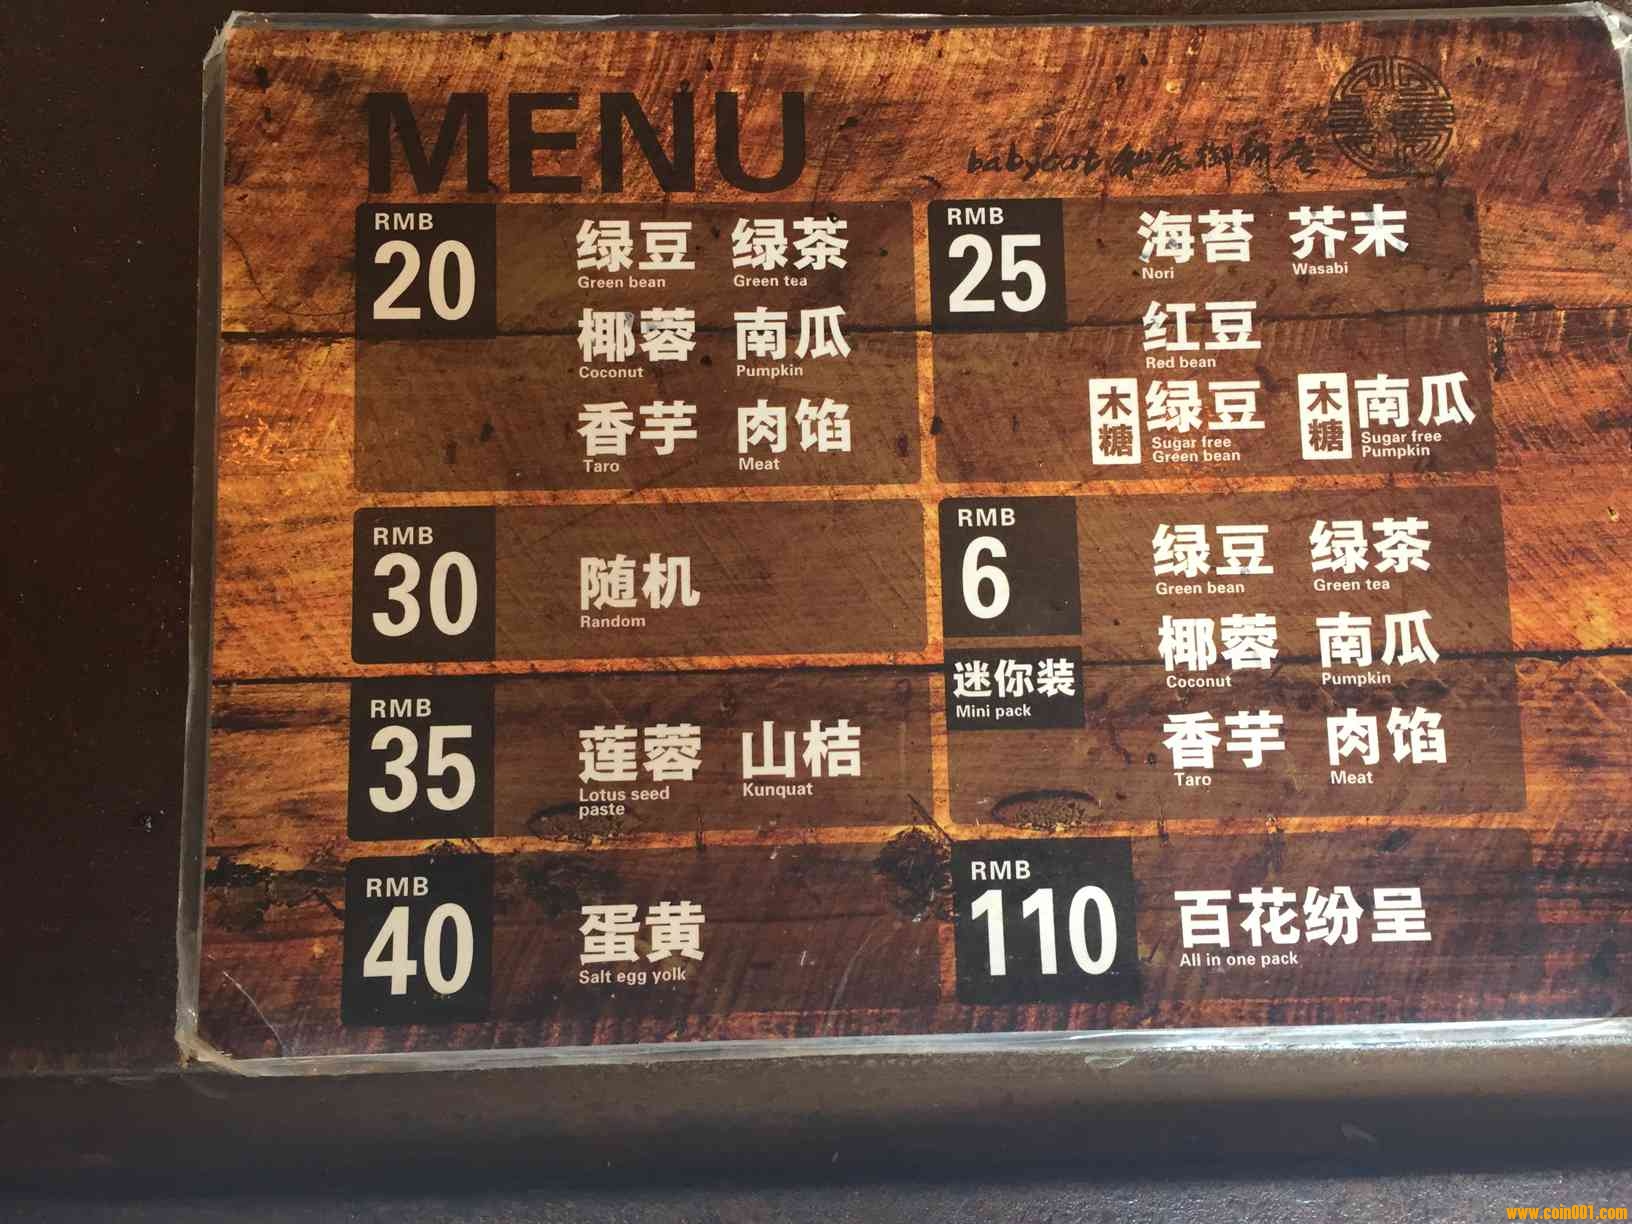 MENU
babycat 私家御饼屋
RMB
20
绿豆 绿茶
Green bean Green tea
椰蓉 南瓜
Coconut Pumpkin
香芋 肉馅
Taro Meat
RMB
25
海苔 芥末
Nori Wasabi
红豆
Red bean
木糖 绿豆 木糖 南瓜
Sugar free Sugar free
Green bean Pumpkin
RMB
30
随机
Random
RMB
6
迷你装
Mini pack
绿豆 绿茶
Green bean Green tea
椰蓉 南瓜
Coconut Pumpkin
香芋 肉馅
Taro Meat
RMB
35
莲蓉 山桔
Lotus seed Kunquat
paste
RMB
40
蛋黄
Salt egg yolk
RMB
110
百花纷呈
All in one pack
www.coin001.com